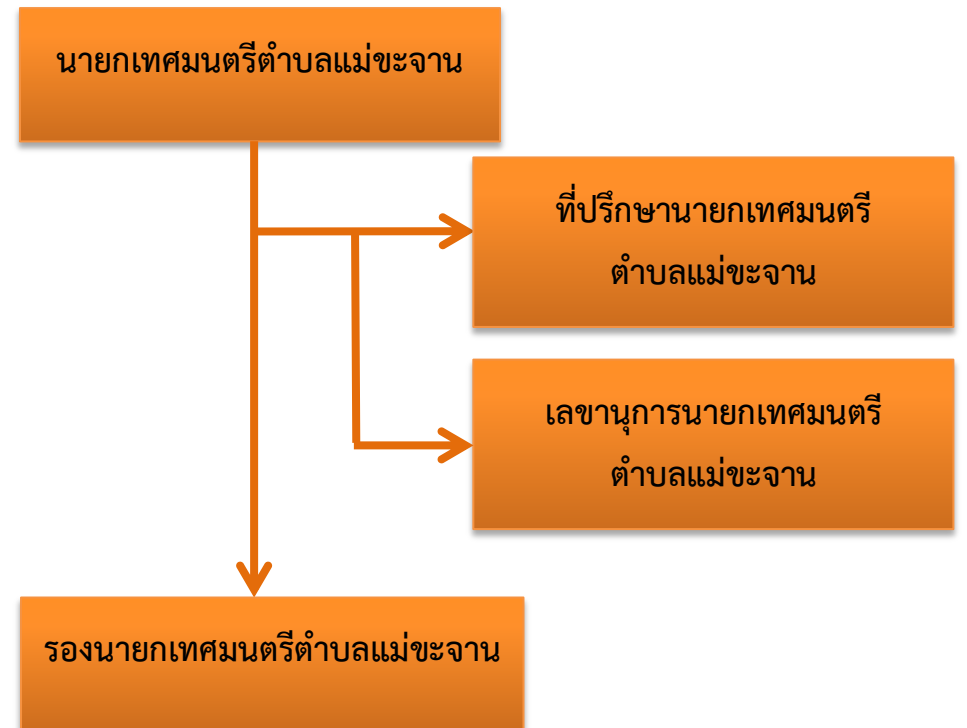 นายกเทศมนตรีตำบลแม่ขะจาน
ที่ปรึกษานายกเทศมนตรี
ตำบลแม่ขะจาน
เลขานุการนายกเทศมนตรี
ตำบลแม่ขะจาน
รองนายกเทศมนตรีตำบลแม่ขะจาน